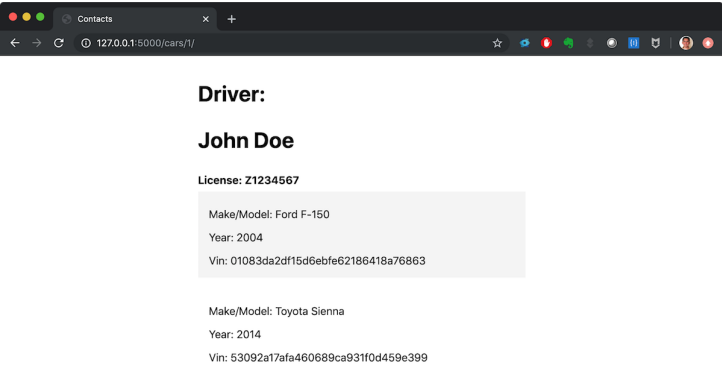 Contacts
127.0.0.1:5000/cars/1/
Driver:
John Doe
License: Z1234567
Make/Model: Ford F-150
Year: 2004
Vin: 01083da2df15d6ebfe62186418a76863
Make/Model: Toyota Sienna
Year: 2014
Vin: 53092a17afa460689ca931f0d459e399